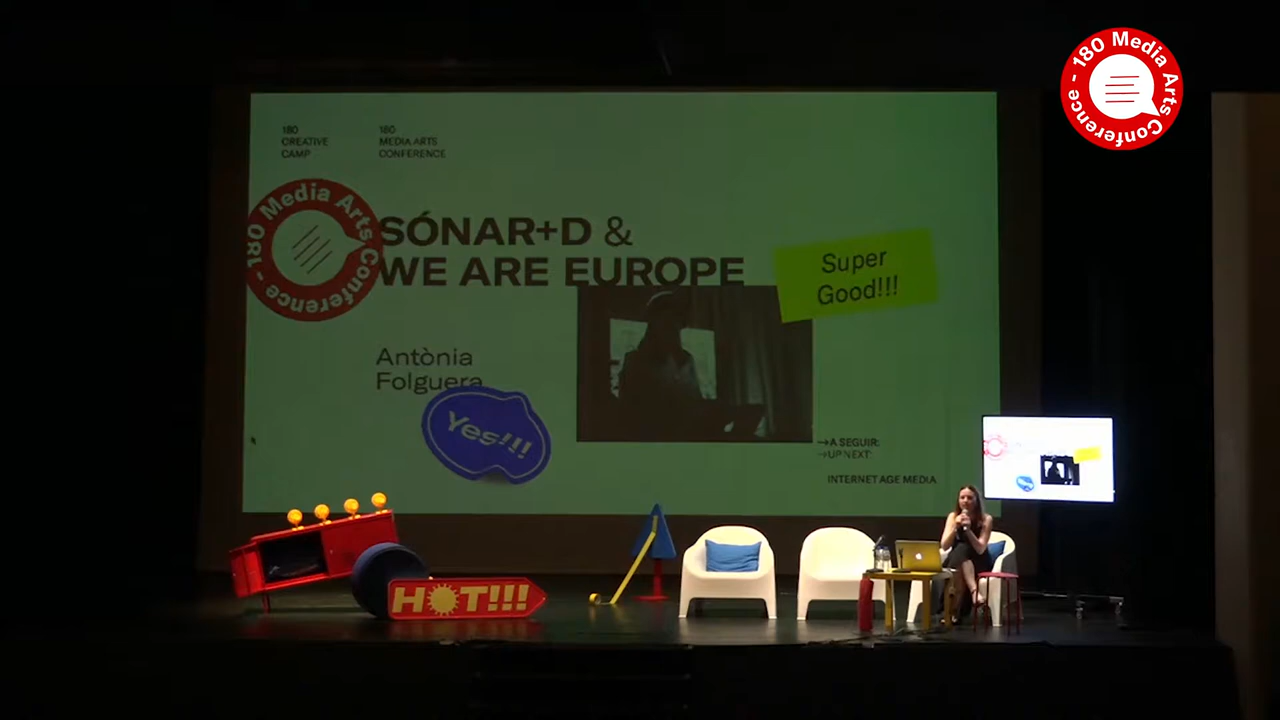 180 Media Arts Conference -
180
CREATIVE
CAMP
180
MEDIA ARTS
CONFERENCE
180 Media Arts Conference -
SÓNAR+D &
WE ARE EUROPE
Super
Good!!!
Antònia
Folguera
Yes!!!
→A SEGUIR:
→UP NEXT:
INTERNET AGE MEDIA
HOT!!!